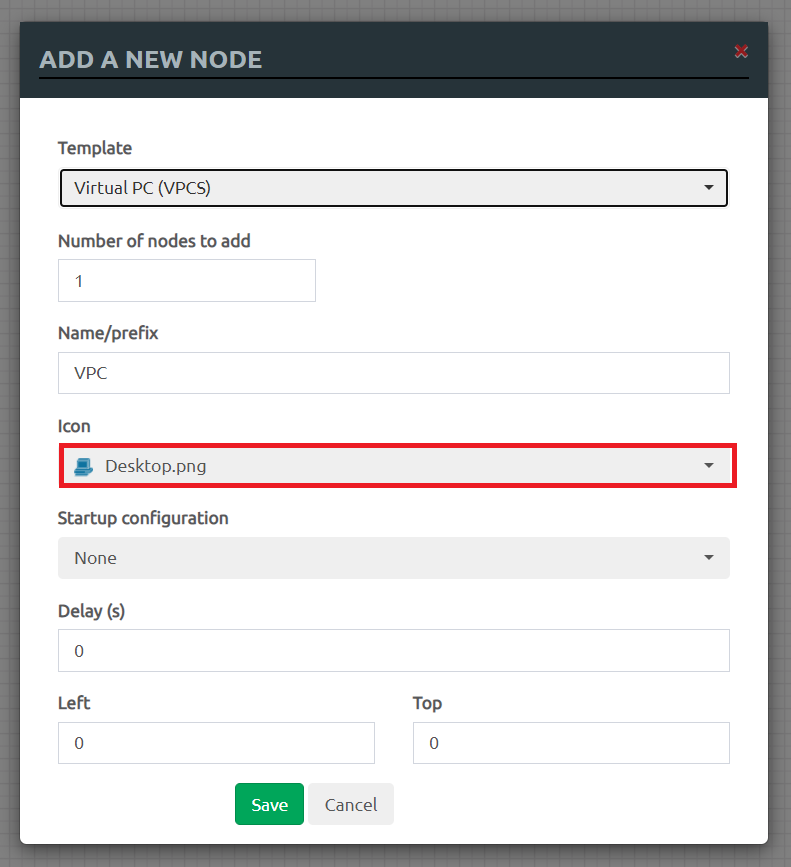 ADD A NEW NODE
Template
Virtual PC (VPCS)
Number of nodes to add
1
Name/prefix
VPC
Icon
Desktop.png
Startup configuration
None
Delay (s)
0
Left Top
0 0
Save Cancel